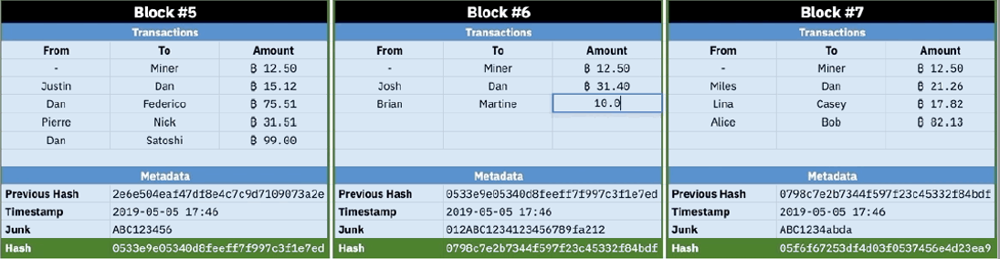 Block #5
Transactions
From To Amount
- Miner ₿ 12.50
Justin Dan ₿ 15.12
Dan Federico ₿ 75.51
Pierre Nick ₿ 31.51
Dan Satoshi ₿ 99.00
Metadata
Previous Hash 2e6e504eaf47df8e4c7c9d7109073a2e
Timestamp 2019-05-05 17:46
Junk ABC123456
Hash 0533e9e05340d8feeff7f997c3f1e7ed
Block #6
Transactions
From To Amount
- Miner ₿ 12.50
Josh Dan ₿ 31.40
Brian Martine 10.0
Metadata
Previous Hash 0533e9e05340d8feeff7f997c3f1e7ed
Timestamp 2019-05-05 17:46
Junk 012ABC1234123456789fa212
Hash 0798c7e2b7344f597f23c45332f84bdf
Block #7
Transactions
From To Amount
- Miner ₿ 12.50
Miles Dan ₿ 21.26
Lina Casey ₿ 17.82
Alice Bob ₿ 82.13
Metadata
Previous Hash 0798c7e2b7344f597f23c45332f84bdf
Timestamp 2019-05-05 17:46
Junk ABC1234abda
Hash 05f6f67253df4d03f0537456e4d23ea9